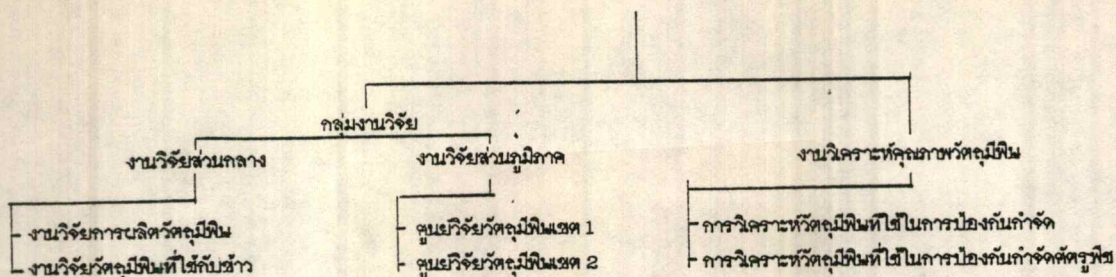 กลุ่มงานวิจัย
งานวิจัยส่วนกลาง
งานวิจัยส่วนภูมิภาค
งานวิเคราะห์คุณภาพวัตถุมีพิษ
- งานวิจัยการผลิตวัตถุมีพิษ
- งานวิจัยวัตถุมีพิษที่ใช้กับข้าว
- ศูนย์วิจัยวัตถุมีพิษเขต 1
- ศูนย์วิจัยวัตถุมีพิษเขต 2
- การวิเคราะห์วัตถุมีพิษที่ใช้ในการป้องกันกำจัด
- การวิเคราะห์วัตถุมีพิษที่ใช้ในการป้องกันกำจัดศัตรูพืช